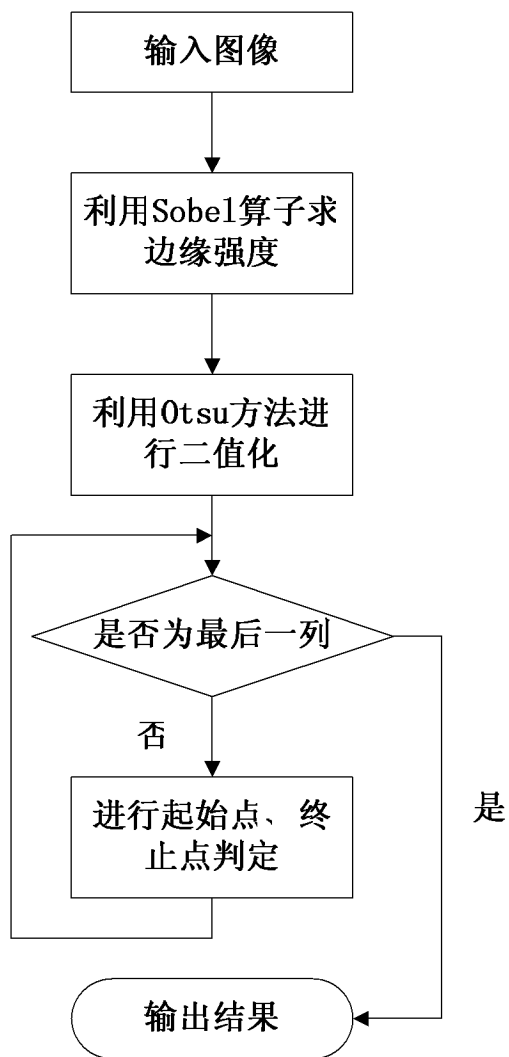 输入图像
利用Sobel算子求
边缘强度
利用Otsu方法进
行二值化
是否为最后一列
否
进行起始点、终
止点判定
是
输出结果